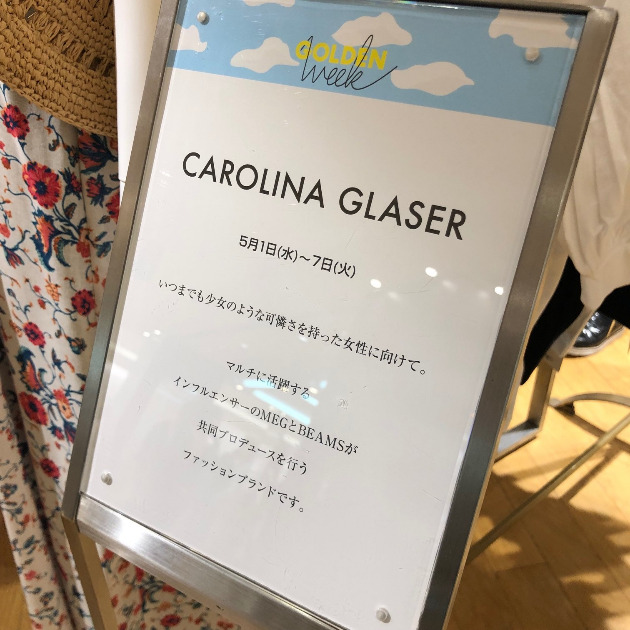 GOLDEN
Week
CAROLINA GLASER
5月1日(水)～7日(火)
いつまでも少女のような可憐さを持った女性に向けて。
マルチに活躍する
インフルエンサーのMEGとBEAMSが
共同プロデュースを行う
ファッションブランドです。